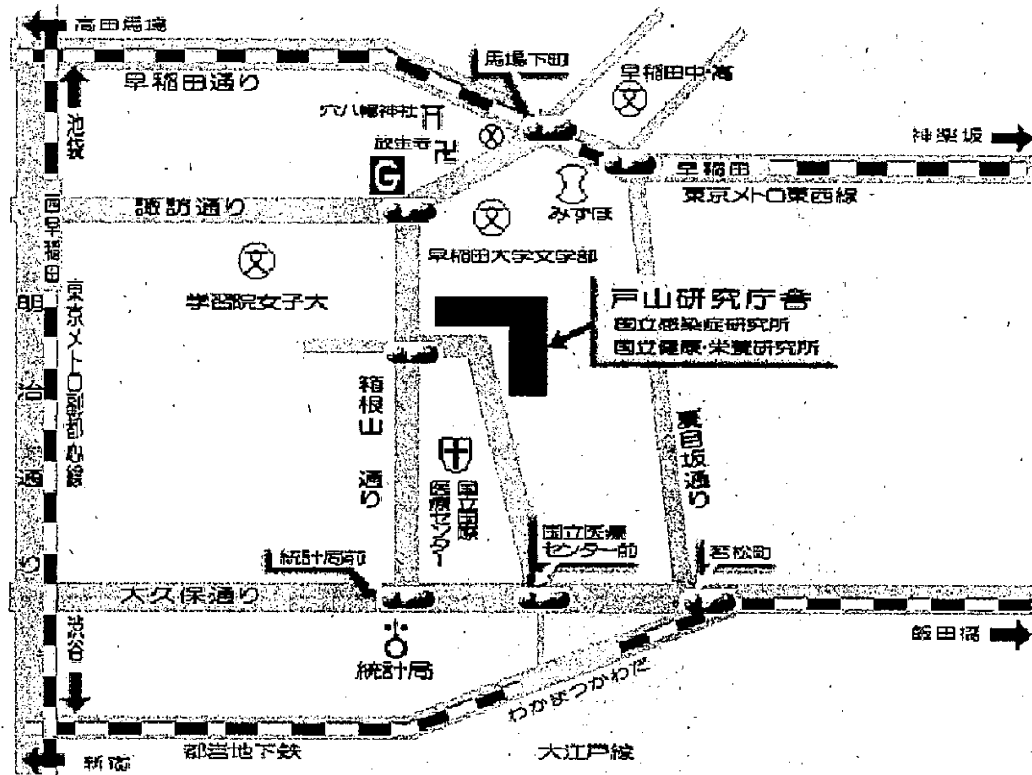 高田馬場
早稲田通り
馬場下町
早稲田中・高
穴八幡神社
放生寺
池袋
神楽坂
早稲田
東京メトロ東西線
みずほ
諏訪通り
G
西早稲田
早稲田大学文学部
学習院女子大
明治通り
東京メトロ副都心線
戸山研究庁舎
国立感染症研究所
国立健康・栄養研究所
箱根山通り
夏目坂通り
国立国際
医療センター
国立医療
センター前
統計局前
若松町
大久保通り
渋谷
統計局
飯田橋
わかまつかわだ
新宿
都営地下鉄
大江戸線
文
文
文
文